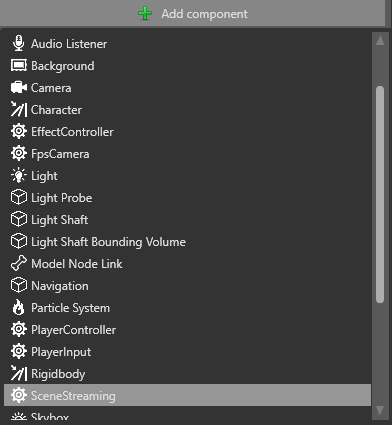 Add component
Audio Listener
Background
Camera
Character
EffectController
FpsCamera
Light
Light Probe
Light Shaft
Light Shaft Bounding Volume
Model Node Link
Navigation
Particle System
PlayerController
PlayerInput
Rigidbody
SceneStreaming
Skybox